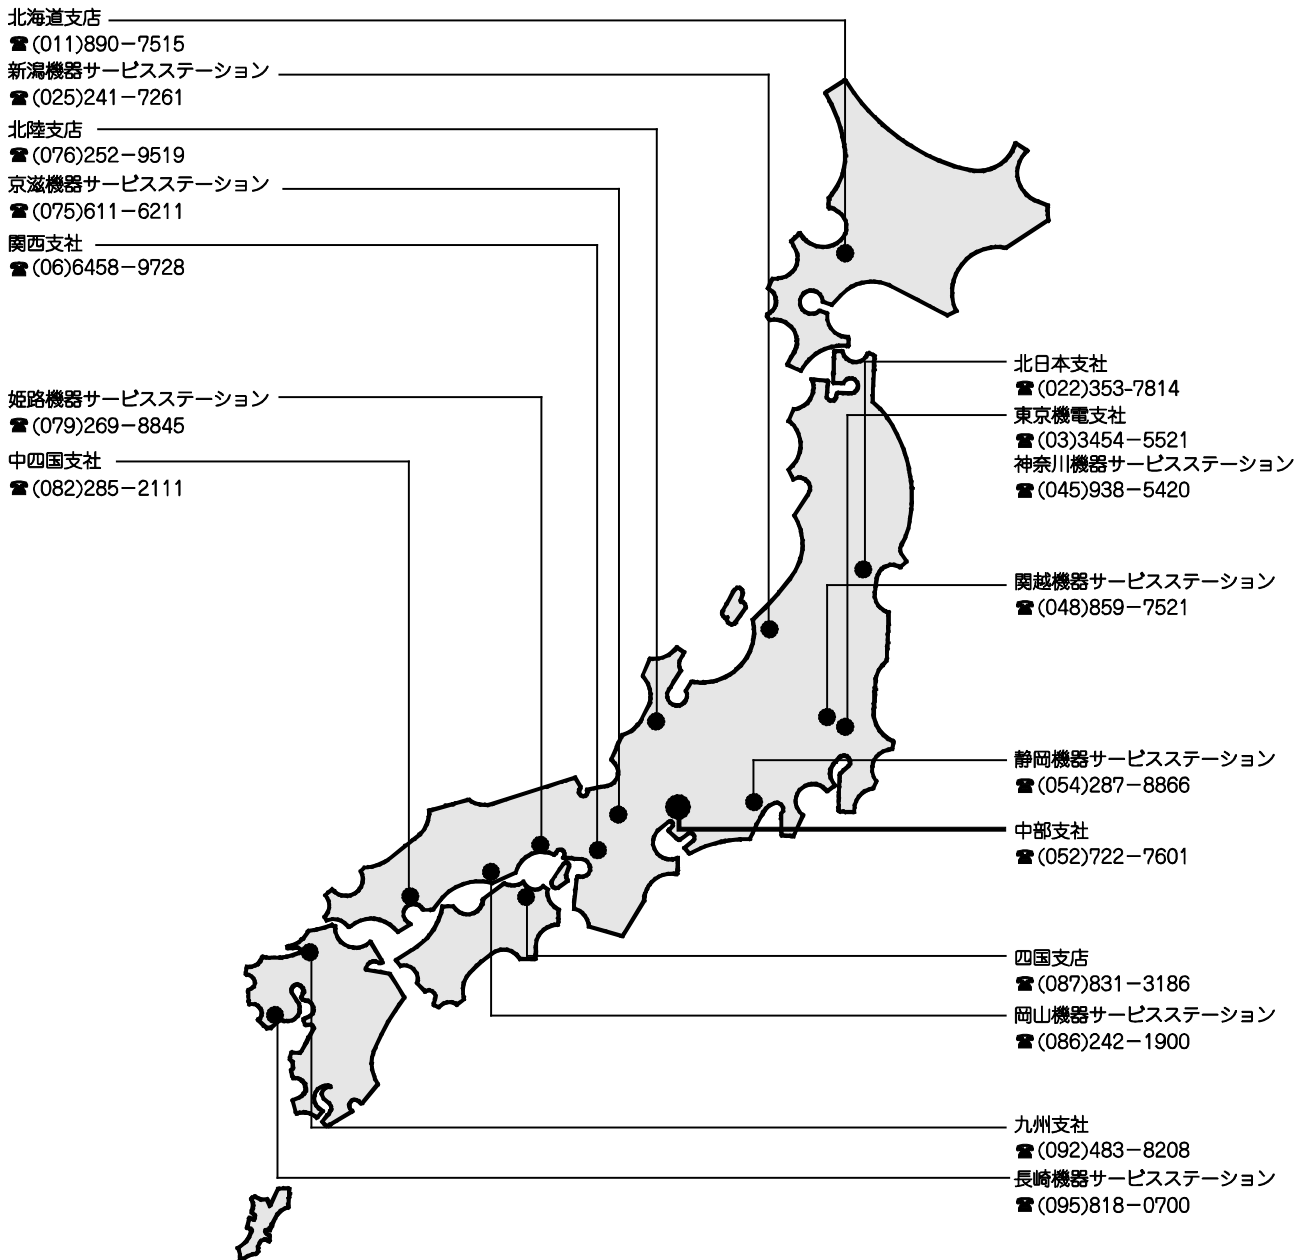 北海道支店
☎(011)890−7515
新潟機器サービスステーション
☎(025)241−7261
北陸支店
☎(076)252−9519
京滋機器サービスステーション
☎(075)611−6211
関西支社
☎(06)6458−9728
姫路機器サービスステーション
☎(079)269−8845
中四国支社
☎(082)285−2111
北日本支社
☎(022)353-7814
東京機電支社
☎(03)3454−5521
神奈川機器サービスステーション
☎(045)938−5420
関越機器サービスステーション
☎(048)859−7521
静岡機器サービスステーション
☎(054)287−8866
中部支社
☎(052)722−7601
四国支店
☎(087)831−3186
岡山機器サービスステーション
☎(086)242−1900
九州支社
☎(092)483−8208
長崎機器サービスステーション
☎(095)818−0700